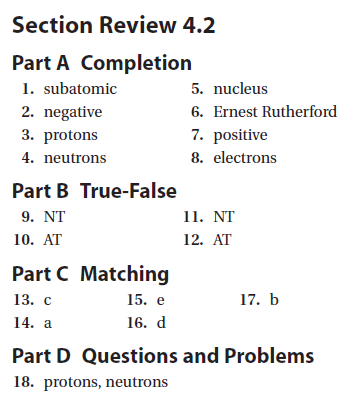 Section Review 4.2
Part A Completion
1. subatomic
2. negative
3. protons
4. neutrons
5. nucleus
6. Ernest Rutherford
7. positive
8. electrons
Part B True-False
9. NT
10. AT
11. NT
12. AT
Part C Matching
13. c
14. a
15. e
16. d
17. b
Part D Questions and Problems
18. protons, neutrons